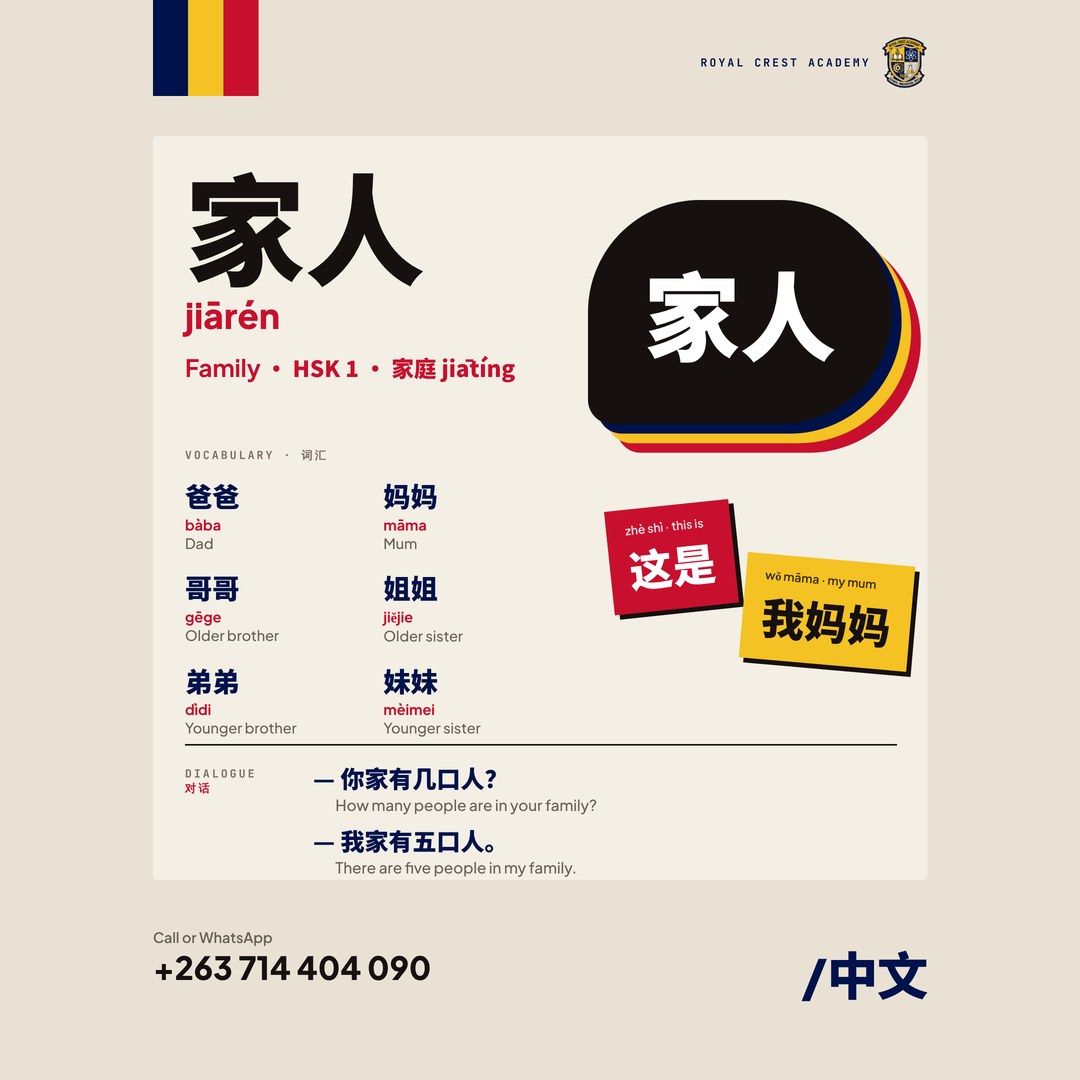 ROYAL CREST ACADEMY
家人
jiārén
Family • HSK 1 • 家庭 jiātíng
家人
VOCABULARY · 词汇
爸爸
bàba
Dad
妈妈
māma
Mum
哥哥
gēge
Older brother
姐姐
jiějie
Older sister
弟弟
dìdi
Younger brother
妹妹
mèimei
Younger sister
zhè shì · this is
这是
wǒ māma · my mum
我妈妈
DIALOGUE
对话
— 你家有几口人?
How many people are in your family?
— 我家有五口人。
There are five people in my family.
Call or WhatsApp
+263 714 404 090
/中文